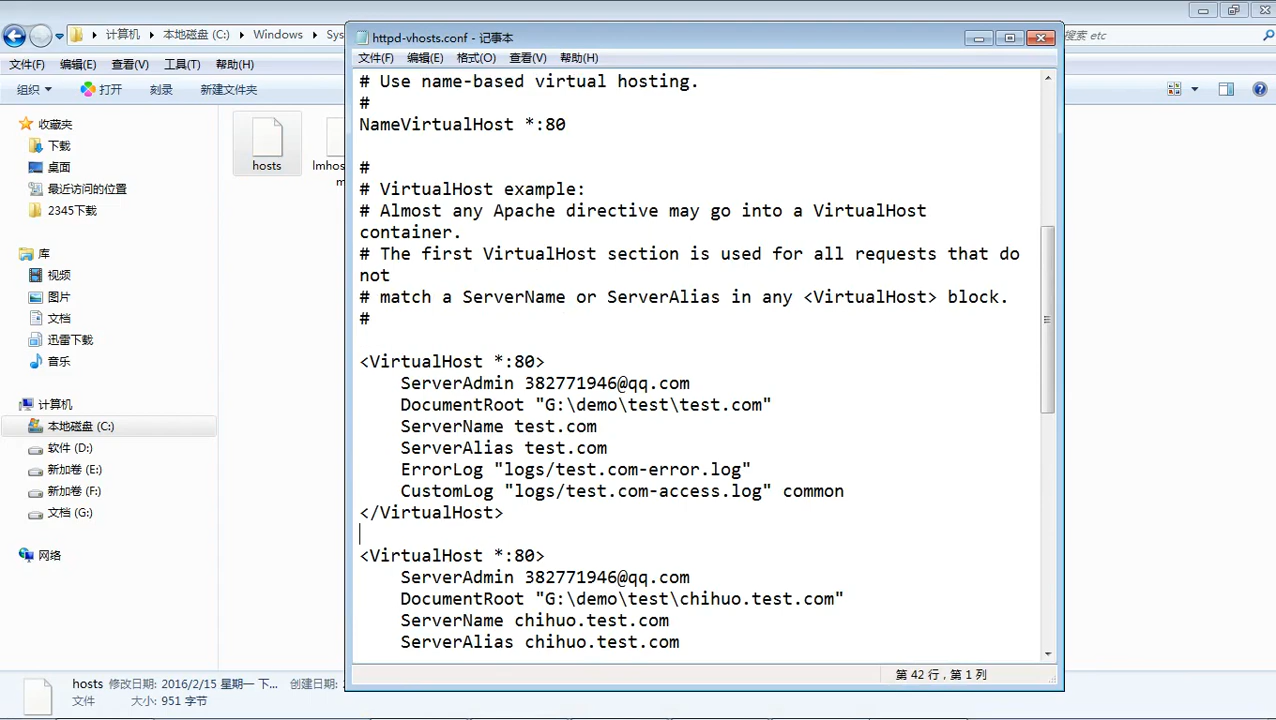 计算机
本地磁盘 (C:)
Windows
Sys
搜索 etc
文件(F)
编辑(E)
查看(V)
工具(T)
帮助(H)
组织
打开
刻录
新建文件夹
收藏夹
下载
桌面
最近访问的位置
2345下载
库
视频
图片
文档
迅雷下载
音乐
计算机
本地磁盘 (C:)
软件 (D:)
新加卷 (E:)
新加卷 (F:)
文档 (G:)
网络
hosts
lmhos
m
httpd-vhosts.conf - 记事本
文件(F) 编辑(E) 格式(O) 查看(V) 帮助(H)
# Use name-based virtual hosting.
#
NameVirtualHost *:80
#
# VirtualHost example:
# Almost any Apache directive may go into a VirtualHost
container.
# The first VirtualHost section is used for all requests that do
not
# match a ServerName or ServerAlias in any <VirtualHost> block.
#
<VirtualHost *:80>
ServerAdmin 382771946@qq.com
DocumentRoot "G:\demo\test\test.com"
ServerName test.com
ServerAlias test.com
ErrorLog "logs/test.com-error.log"
CustomLog "logs/test.com-access.log" common
</VirtualHost>
<VirtualHost *:80>
ServerAdmin 382771946@qq.com
DocumentRoot "G:\demo\test\chihuo.test.com"
ServerName chihuo.test.com
ServerAlias chihuo.test.com
第 42 行，第 1 列
hosts 修改日期: 2016/2/15 星期一 下... 创建日期:
文件 大小: 951 字节